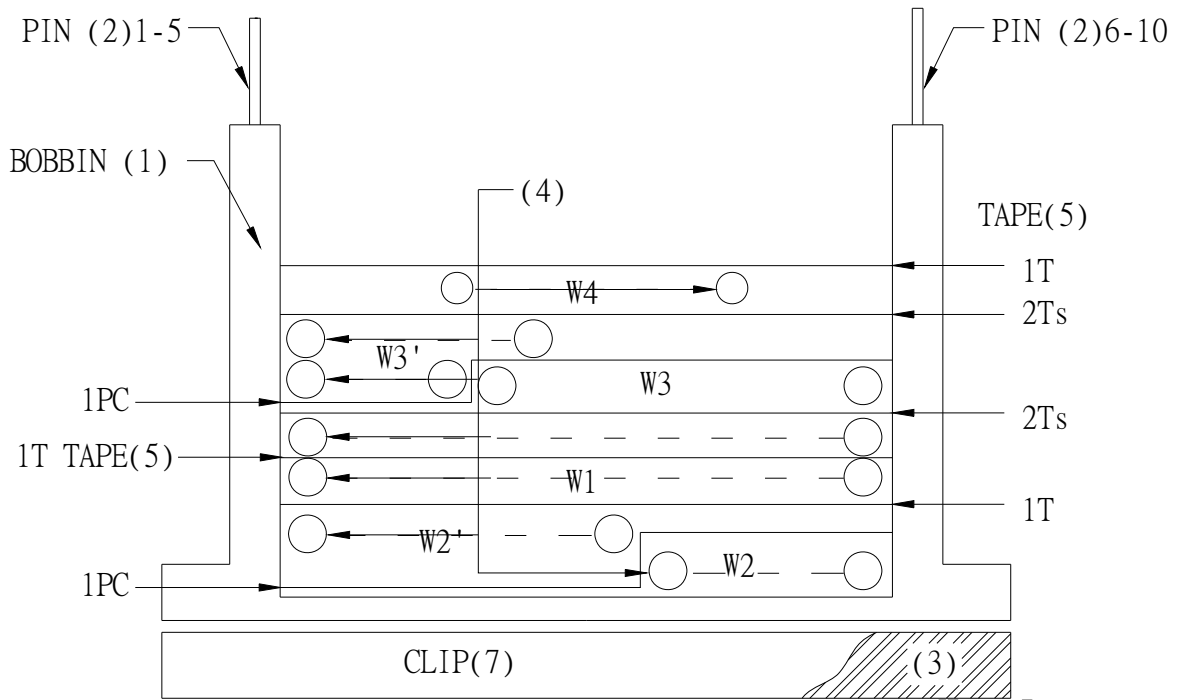 PIN (2)1-5
PIN (2)6-10
BOBBIN (1)
(4)
TAPE(5)
1T
W4
2Ts
W3'
W3
1PC
2Ts
1T TAPE(5)
W1
1T
W2'
W2
1PC
CLIP(7)
(3)